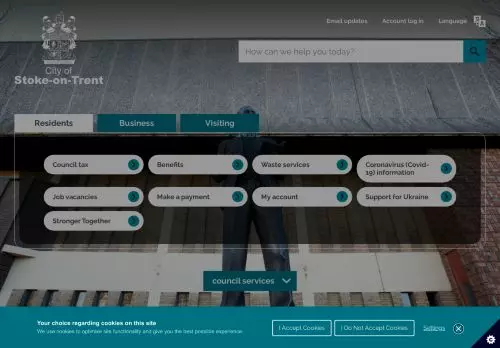 Email updates Account log in Language
City of
Stoke-on-Trent
How can we help you today?
Residents Business Visiting
Council tax Benefits Waste services Coronavirus (Covid-
19) information
Job vacancies Make a payment My account Support for Ukraine
Stronger Together
council services
Your choice regarding cookies on this site
We use cookies to optimise site functionality and give you the best possible experience.
I Accept Cookies I Do Not Accept Cookies Settings